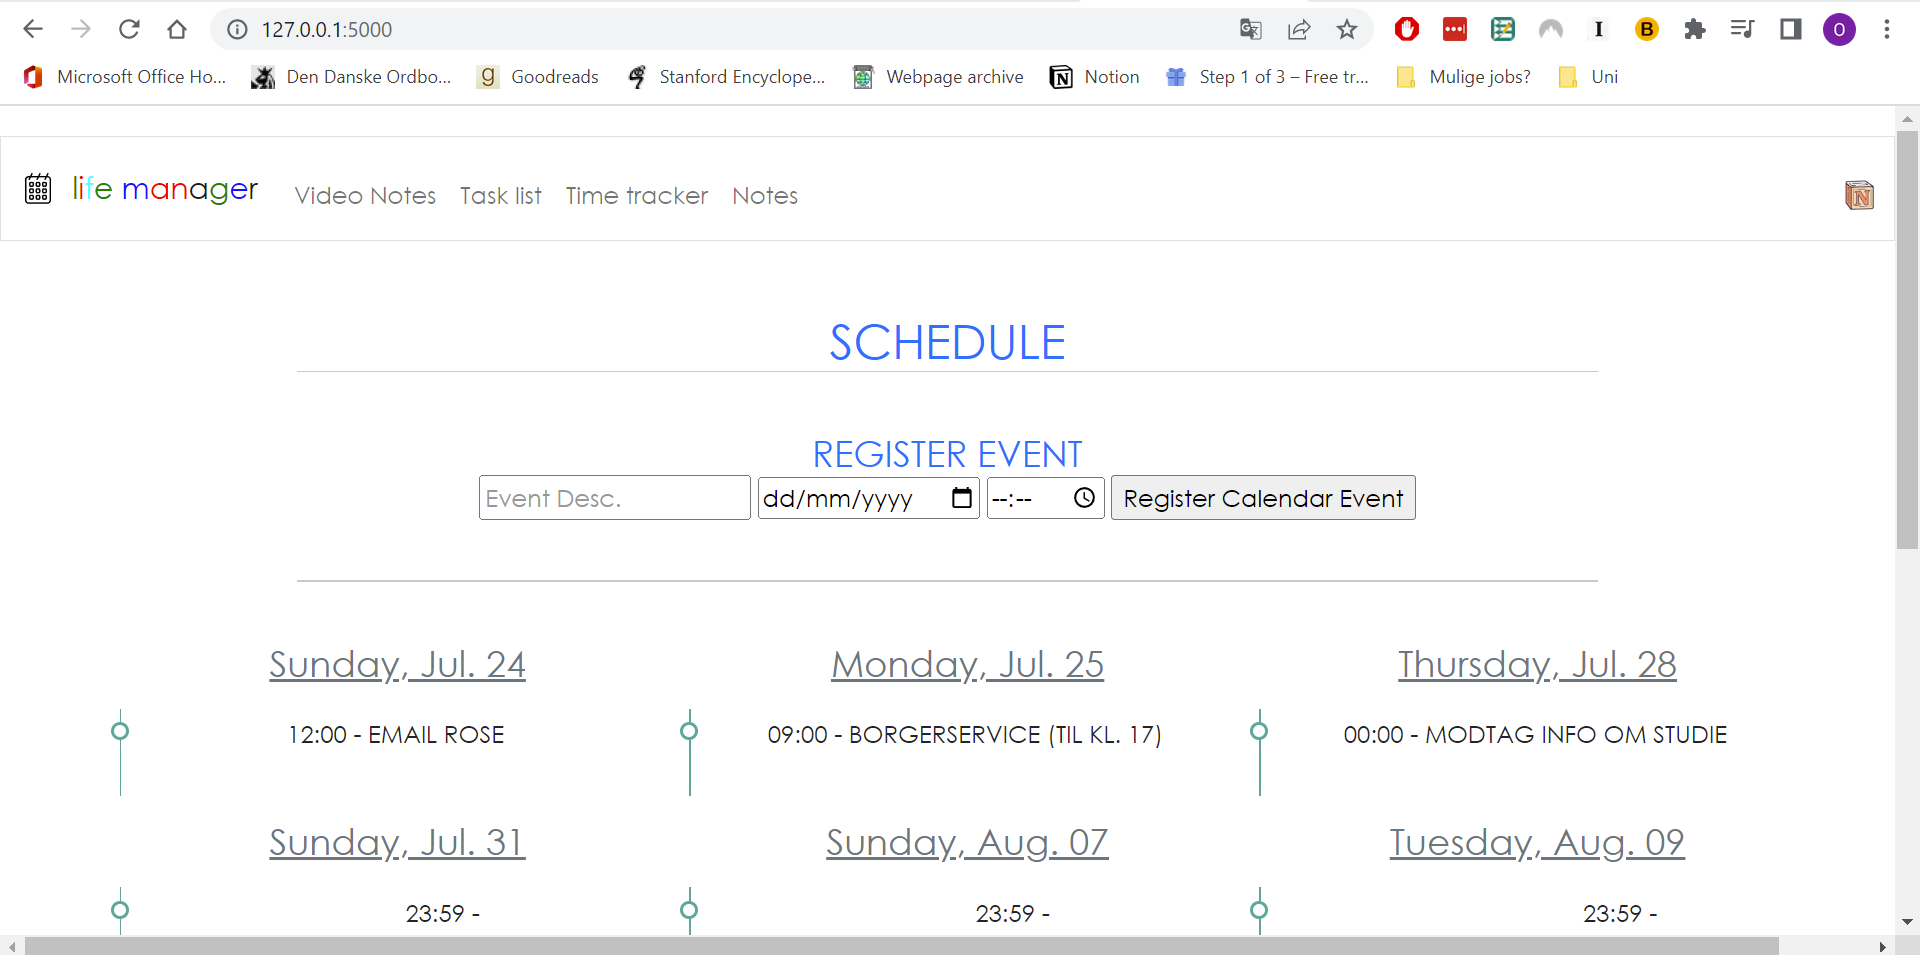 127.0.0.1:5000
O
Microsoft Office Ho... Den Danske Ordbo... Goodreads Stanford Encyclope... Webpage archive Notion Step 1 of 3 – Free tr... Mulige jobs? Uni
life manager Video Notes Task list Time tracker Notes
SCHEDULE
REGISTER EVENT
Event Desc. dd/mm/yyyy --:-- Register Calendar Event
Sunday, Jul. 24 Monday, Jul. 25 Thursday, Jul. 28
12:00 - EMAIL ROSE 09:00 - BORGERSERVICE (TIL KL. 17) 00:00 - MODTAG INFO OM STUDIE
Sunday, Jul. 31 Sunday, Aug. 07 Tuesday, Aug. 09
23:59 - 23:59 - 23:59 -